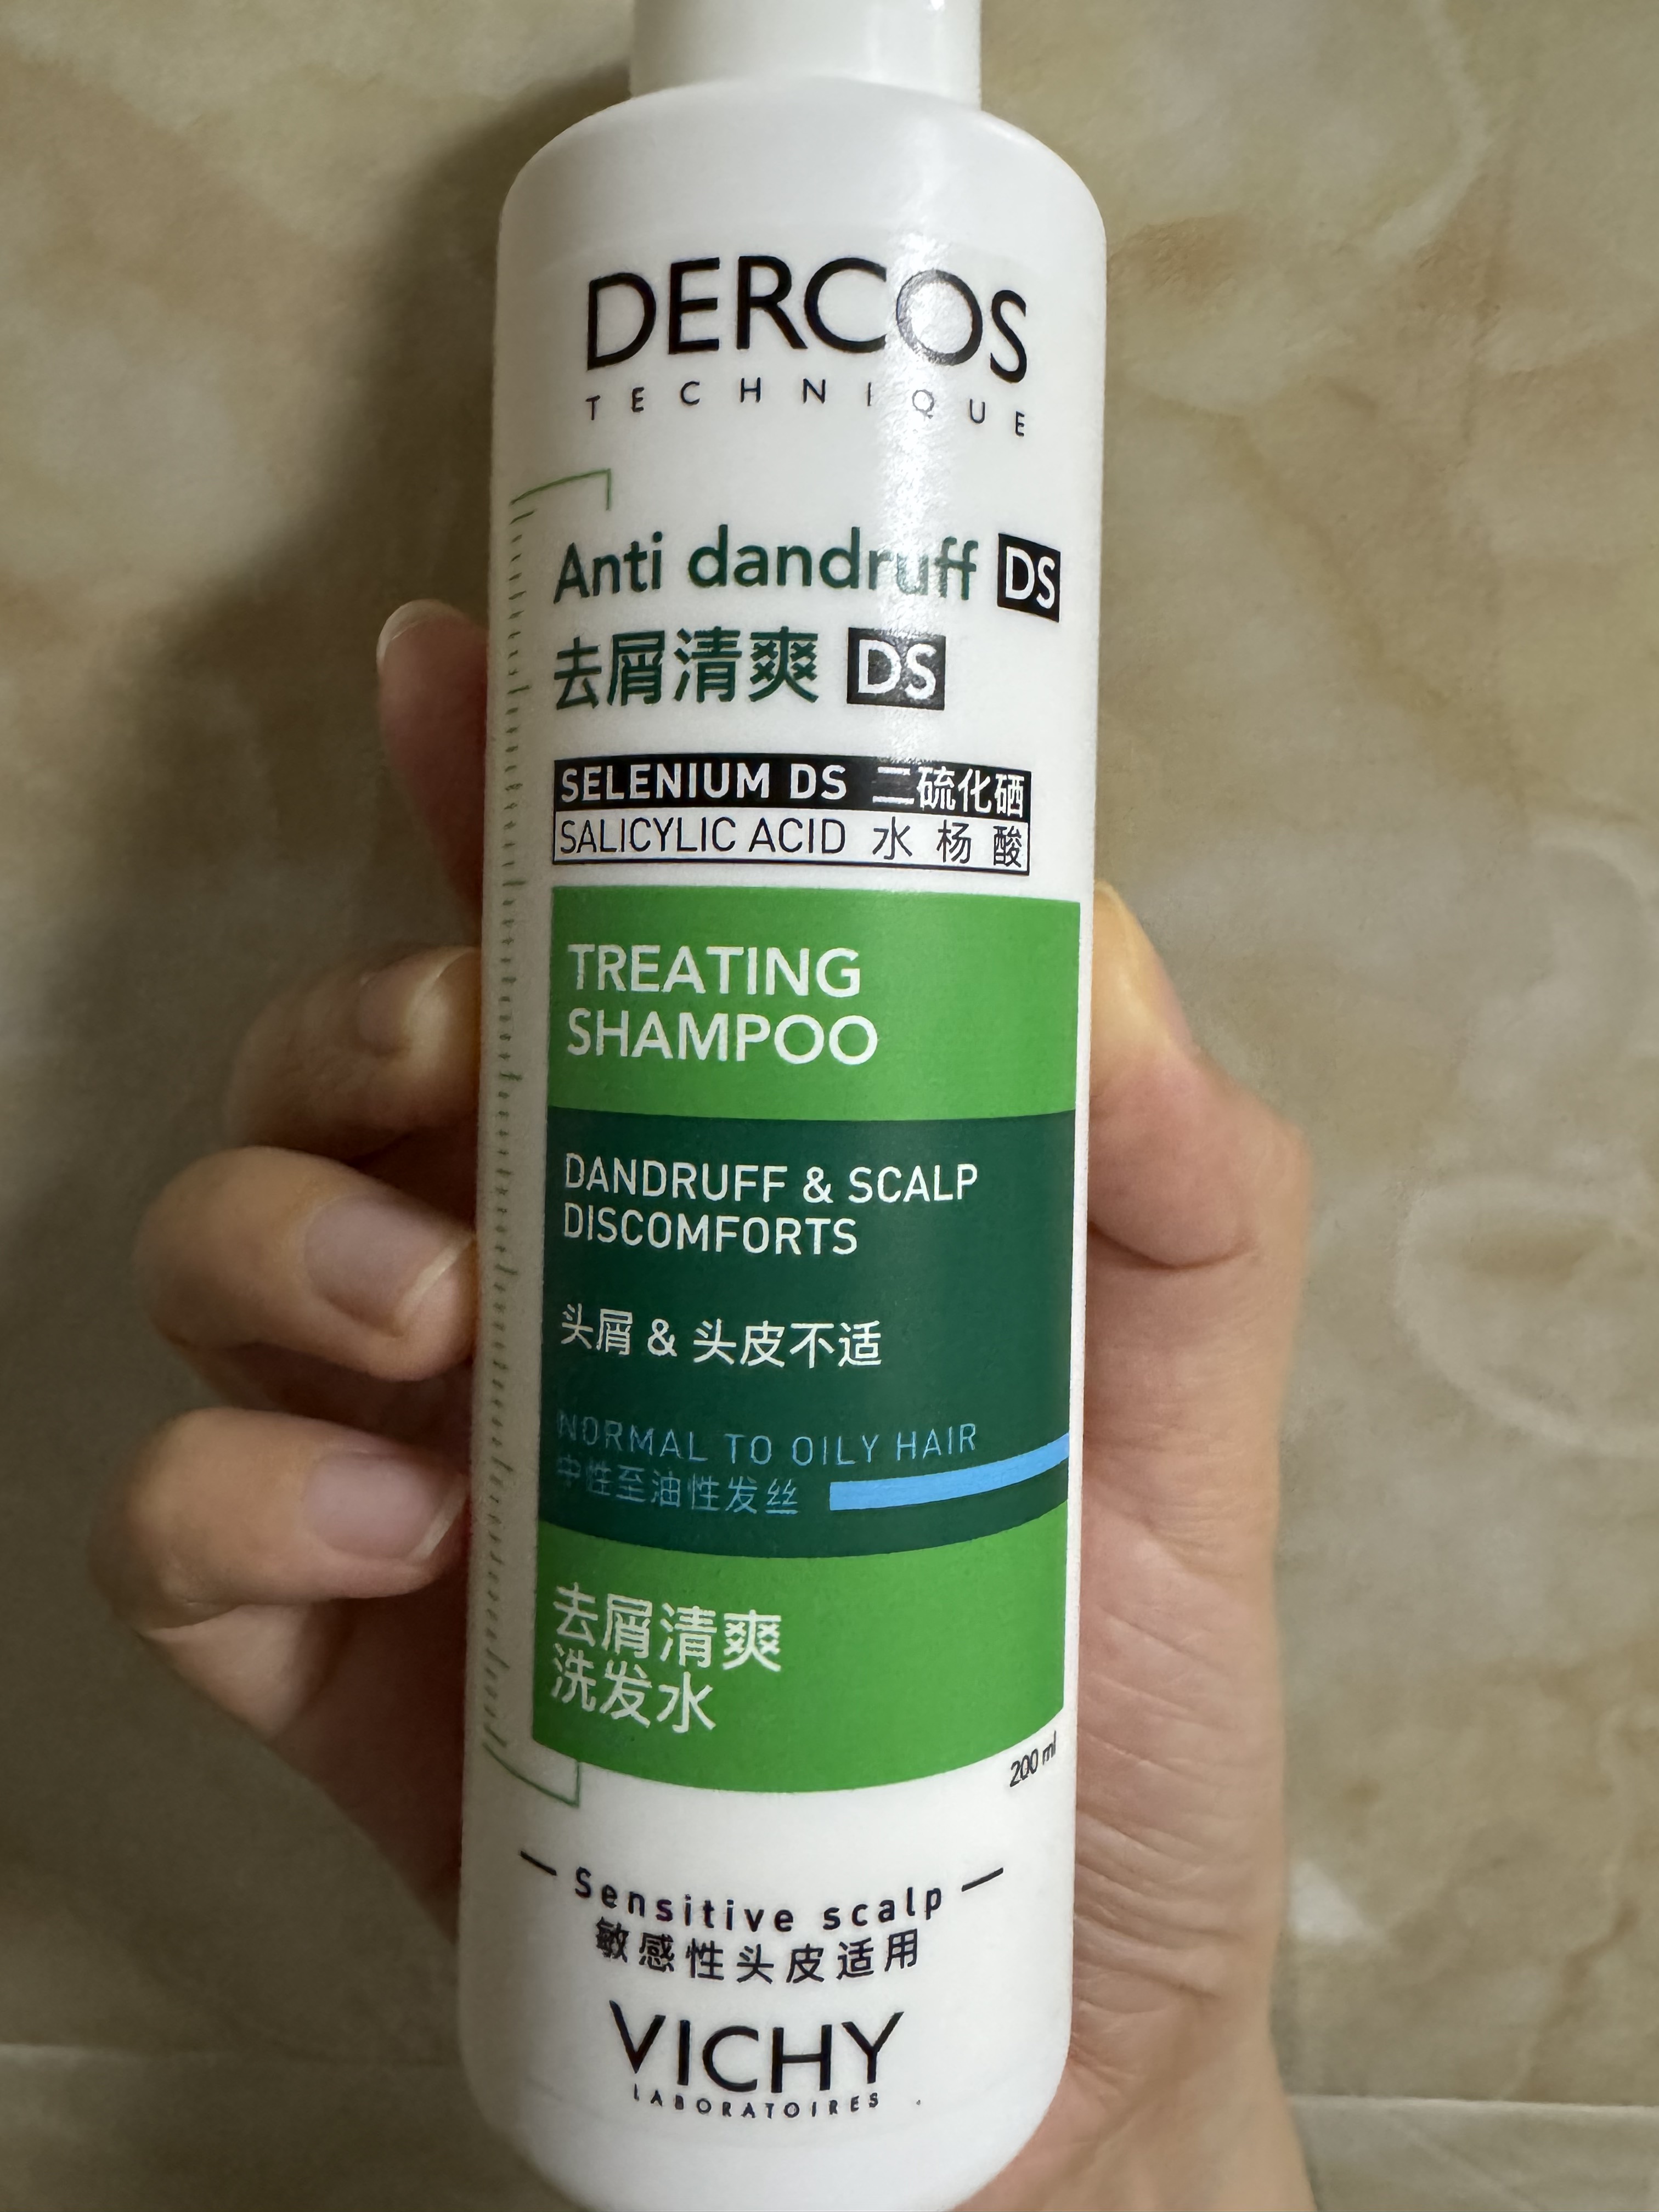 DERCOS
TECHNIQUE
Anti dandruff DS
去屑清爽 DS
SELENIUM DS 二硫化硒
SALICYLIC ACID 水杨酸
TREATING
SHAMPOO
DANDRUFF & SCALP
DISCOMFORTS
头屑 & 头皮不适
NORMAL TO OILY HAIR
中性至油性发丝
去屑清爽
洗发水
200 ml
Sensitive scalp
敏感性头皮适用
VICHY
LABORATOIRES